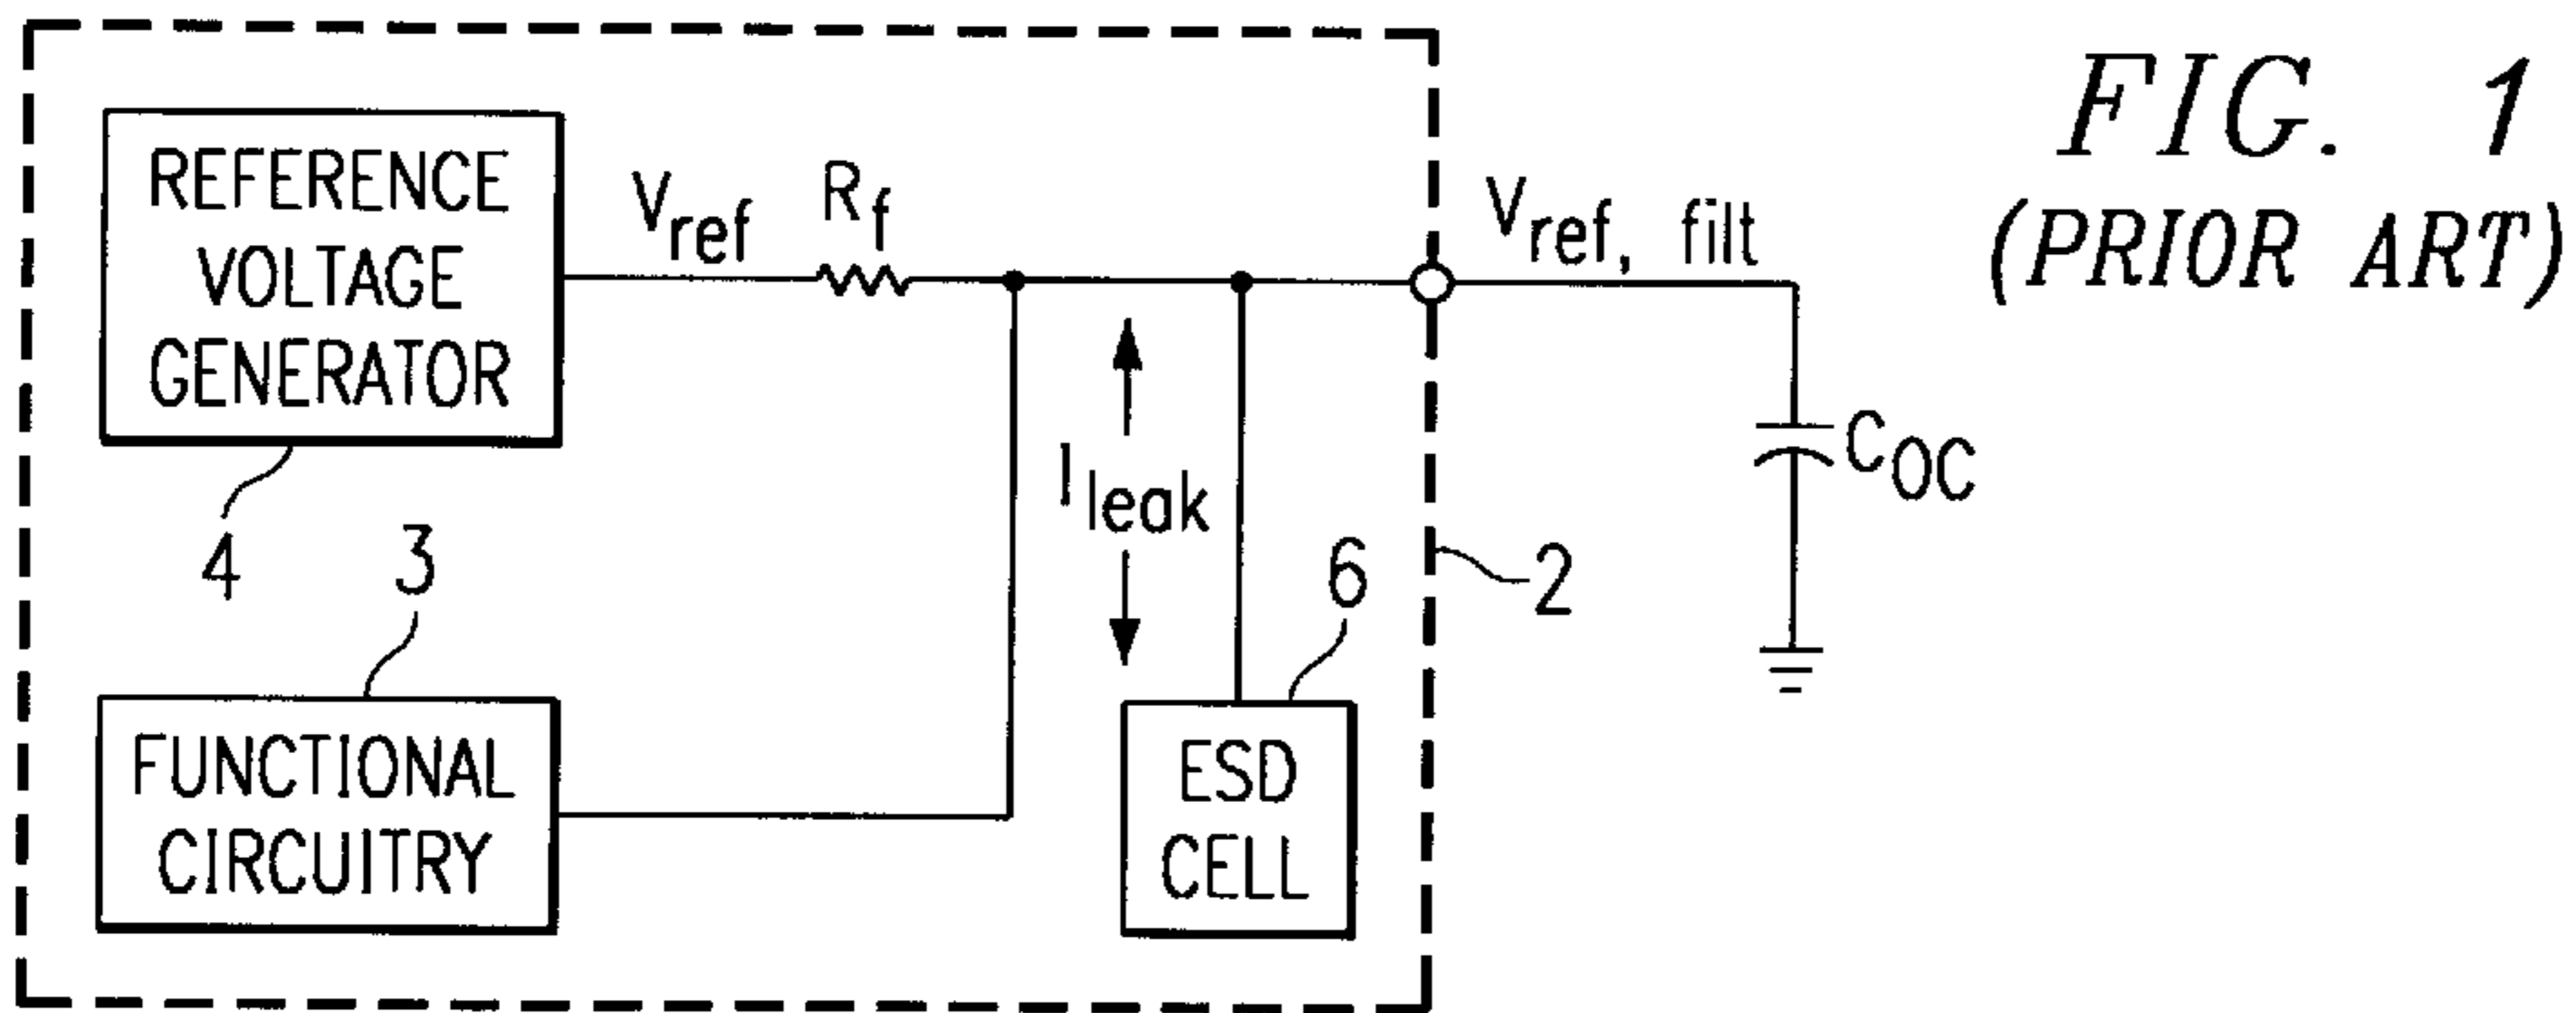 FIG. 1
(PRIOR ART)
REFERENCE
VOLTAGE
GENERATOR
4
Vref
Rf
Vref, filt
Ileak
COC
3
6
2
FUNCTIONAL
CIRCUITRY
ESD
CELL